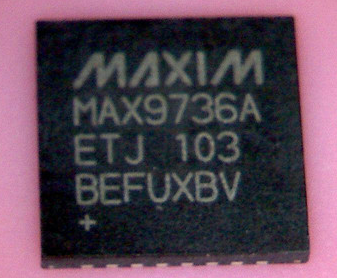 MAXIM
MAX9736A
ETJ 103
BEFUXBV
+